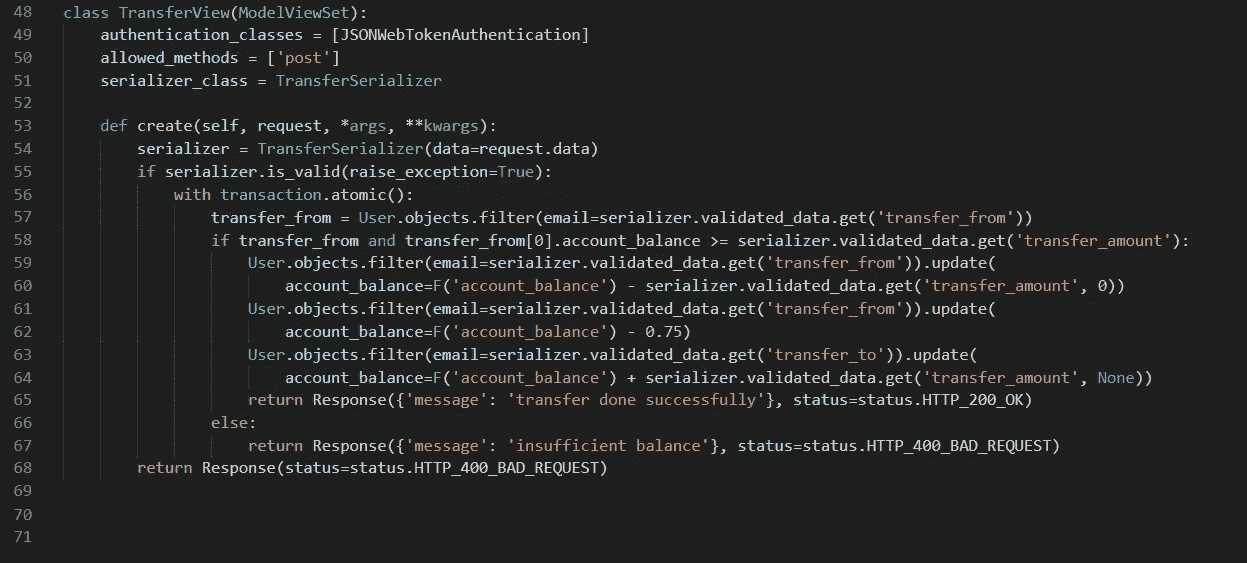 48 class TransferView(ModelViewSet):
49     authentication_classes = [JSONWebTokenAuthentication]
50     allowed_methods = ['post']
51     serializer_class = TransferSerializer
52
53     def create(self, request, *args, **kwargs):
54         serializer = TransferSerializer(data=request.data)
55         if serializer.is_valid(raise_exception=True):
56             with transaction.atomic():
57                 transfer_from = User.objects.filter(email=serializer.validated_data.get('transfer_from'))
58                 if transfer_from and transfer_from[0].account_balance >= serializer.validated_data.get('transfer_amount'):
59                     User.objects.filter(email=serializer.validated_data.get('transfer_from')).update(
60                         account_balance=F('account_balance') - serializer.validated_data.get('transfer_amount', 0))
61                     User.objects.filter(email=serializer.validated_data.get('transfer_from')).update(
62                         account_balance=F('account_balance') - 0.75)
63                     User.objects.filter(email=serializer.validated_data.get('transfer_to')).update(
64                         account_balance=F('account_balance') + serializer.validated_data.get('transfer_amount', None))
65                     return Response({'message': 'transfer done successfully'}, status=status.HTTP_200_OK)
66                 else:
67                     return Response({'message': 'insufficient balance'}, status=status.HTTP_400_BAD_REQUEST)
68         return Response(status=status.HTTP_400_BAD_REQUEST)
69
70
71